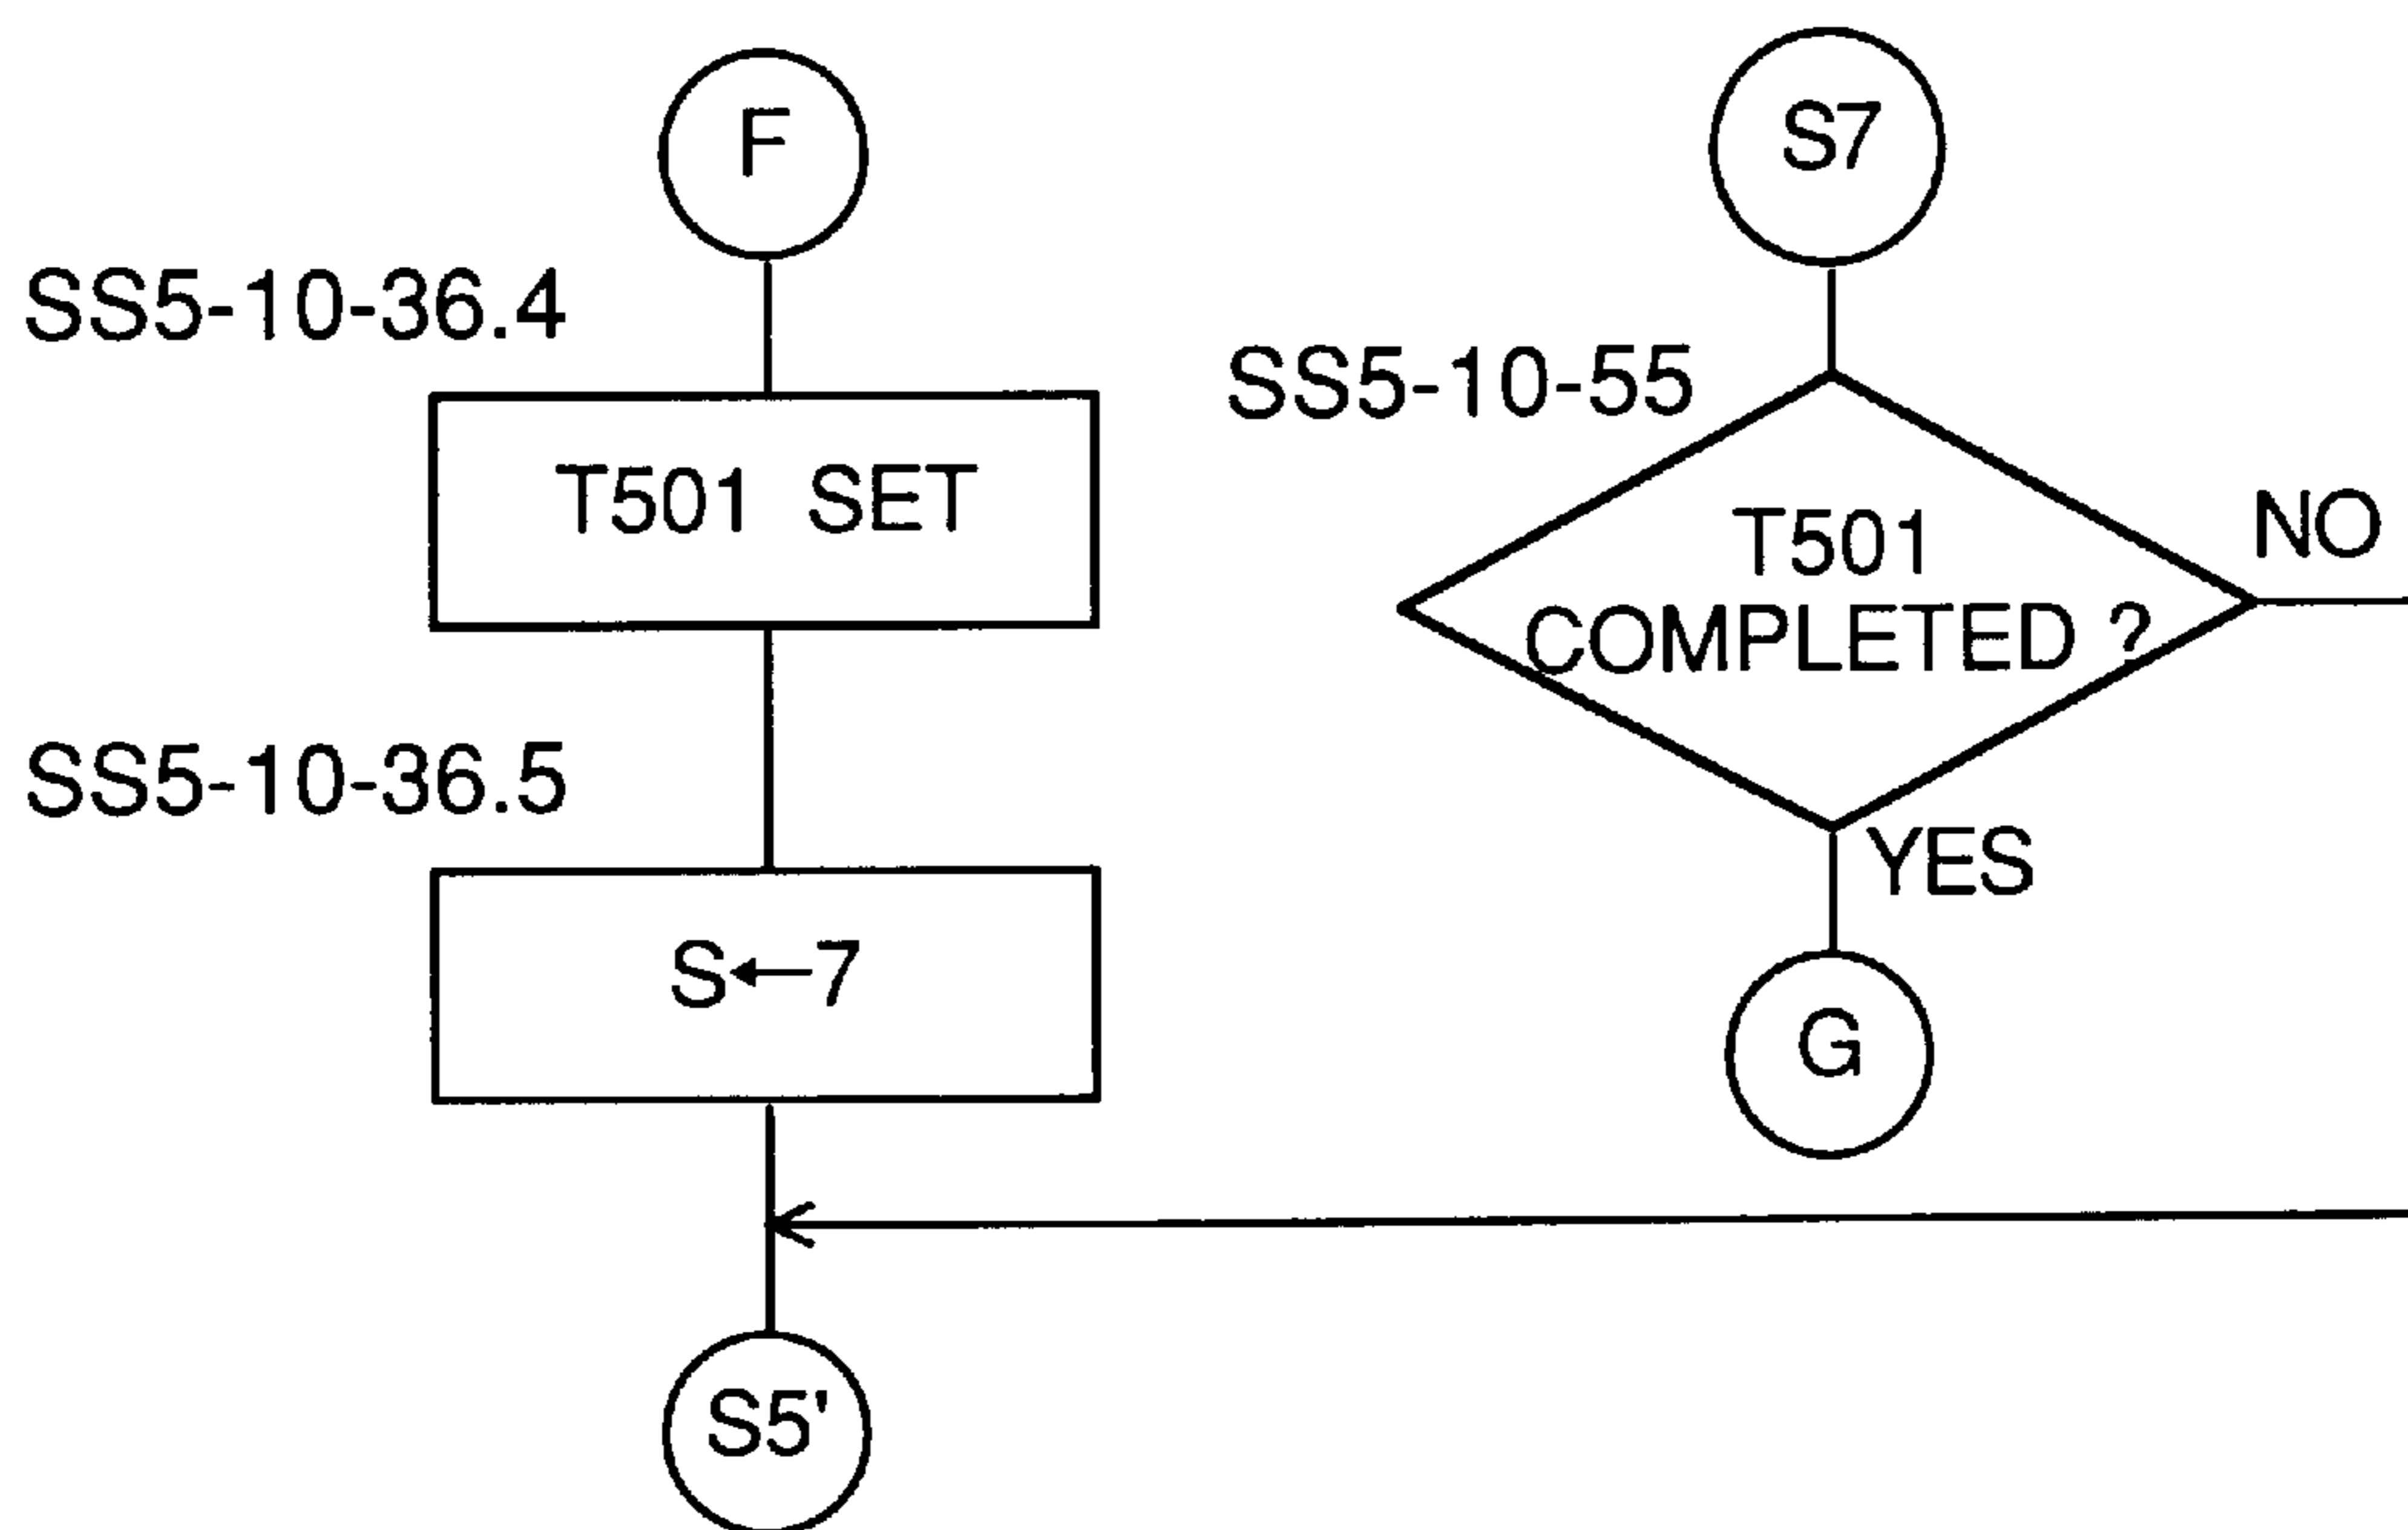 F
SS5-10-36.4
T501 SET
SS5-10-36.5
S←7
S5'
S7
SS5-10-55
T501
COMPLETED ?
NO
YES
G